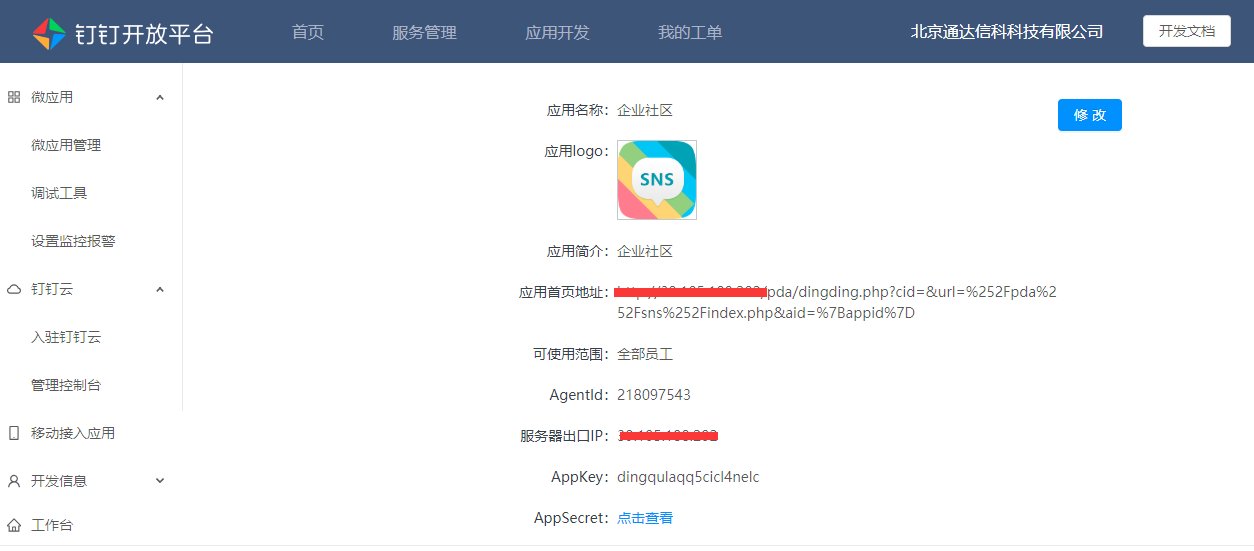 钉钉开放平台
首页
服务管理
应用开发
我的工单
北京通达信科科技有限公司
开发文档
微应用
微应用管理
调试工具
设置监控报警
钉钉云
入驻钉钉云
管理控制台
移动接入应用
开发信息
工作台
修 改
应用名称： 企业社区
应用logo：
SNS
应用简介： 企业社区
应用首页地址： /pda/dingding.php?cid=&url=%252Fpda%2
52Fsns%252Findex.php&aid=%7Bappid%7D
可使用范围： 全部员工
AgentId： 218097543
服务器出口IP：
AppKey： dingqulaqq5cicl4nelc
AppSecret： 点击查看